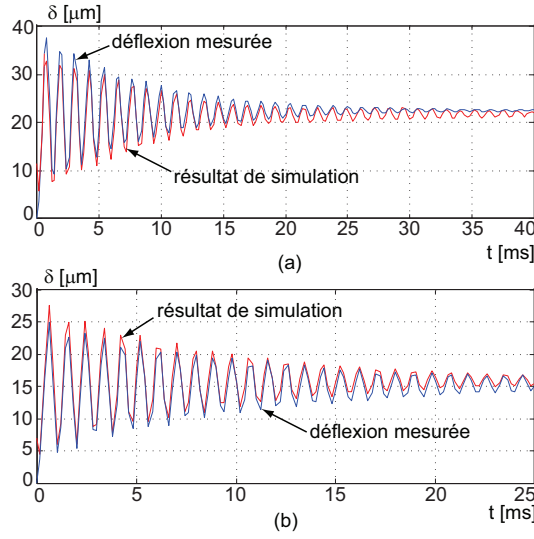 δ [μm]
40
30
20
10
0
déflexion mesurée
résultat de simulation
0 5 10 15 20 25 30 35 40
t [ms]
(a)
δ [μm]
30
25
20
15
10
5
0
résultat de simulation
déflexion mesurée
0 5 10 15 20 25
t [ms]
(b)